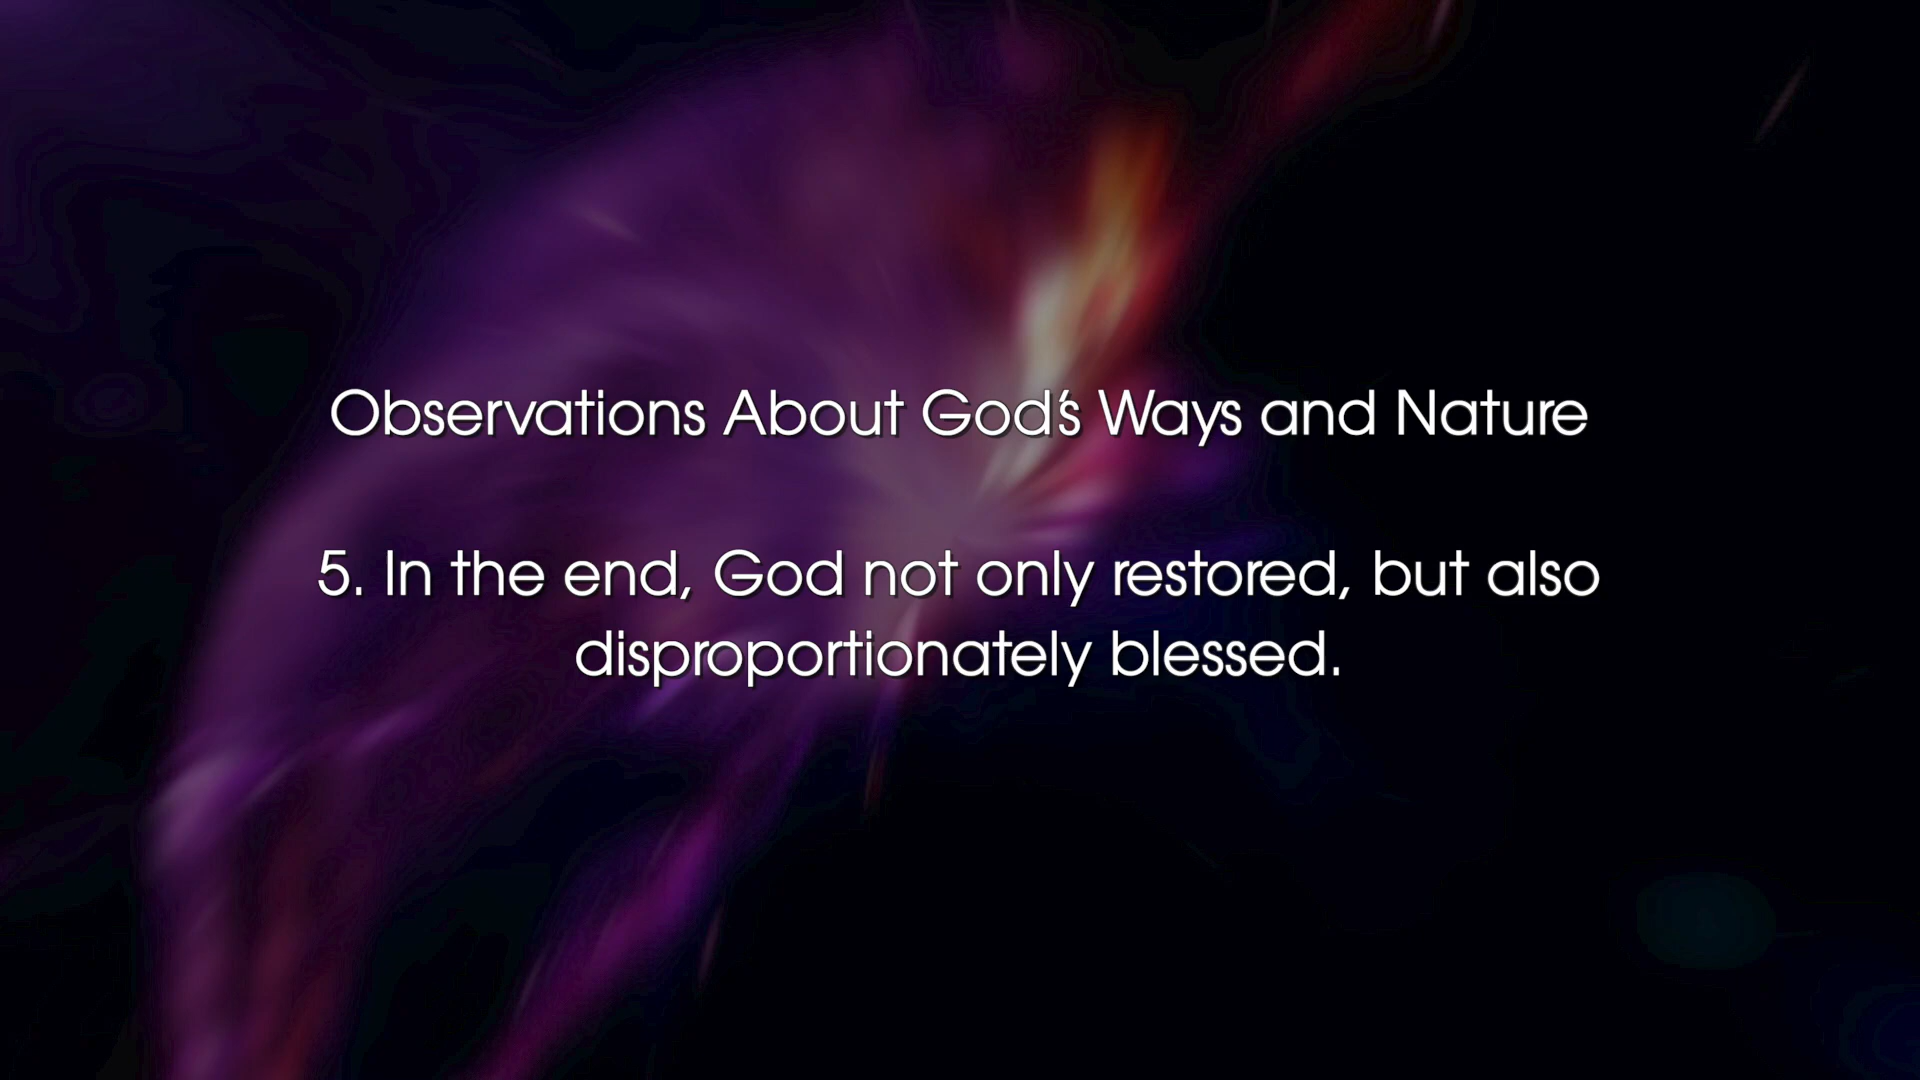 Observations About God's Ways and Nature
5. In the end, God not only restored, but also
disproportionately blessed.